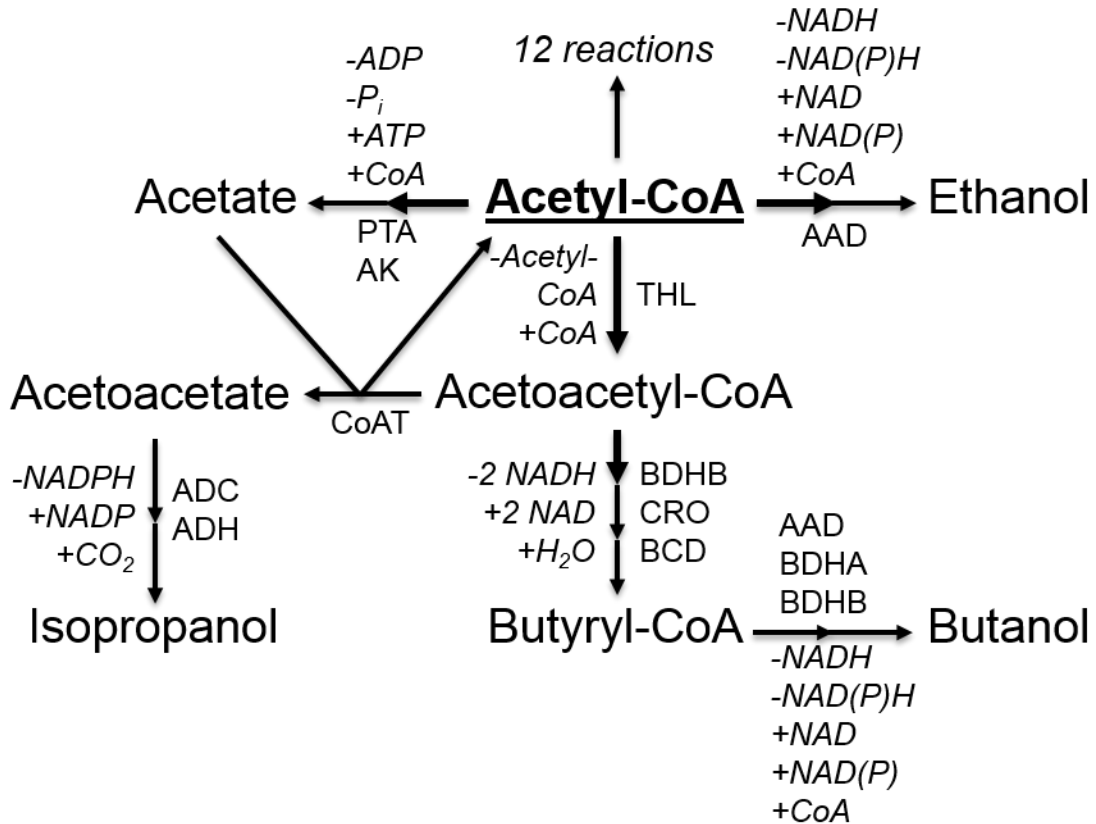 -NADH
-NAD(P)H
+NAD
+NAD(P)
+CoA
12 reactions
-ADP
-Pi
+ATP
+CoA
Acetate
Acetyl-CoA
Ethanol
PTA
AK
AAD
-Acetyl-
CoA
+CoA
THL
Acetoacetate
Acetoacetyl-CoA
CoAT
-NADPH
+NADP
+CO2
ADC
ADH
-2 NADH
+2 NAD
+H2O
BDHB
CRO
BCD
AAD
BDHA
BDHB
Isopropanol
Butyryl-CoA
Butanol
-NADH
-NAD(P)H
+NAD
+NAD(P)
+CoA